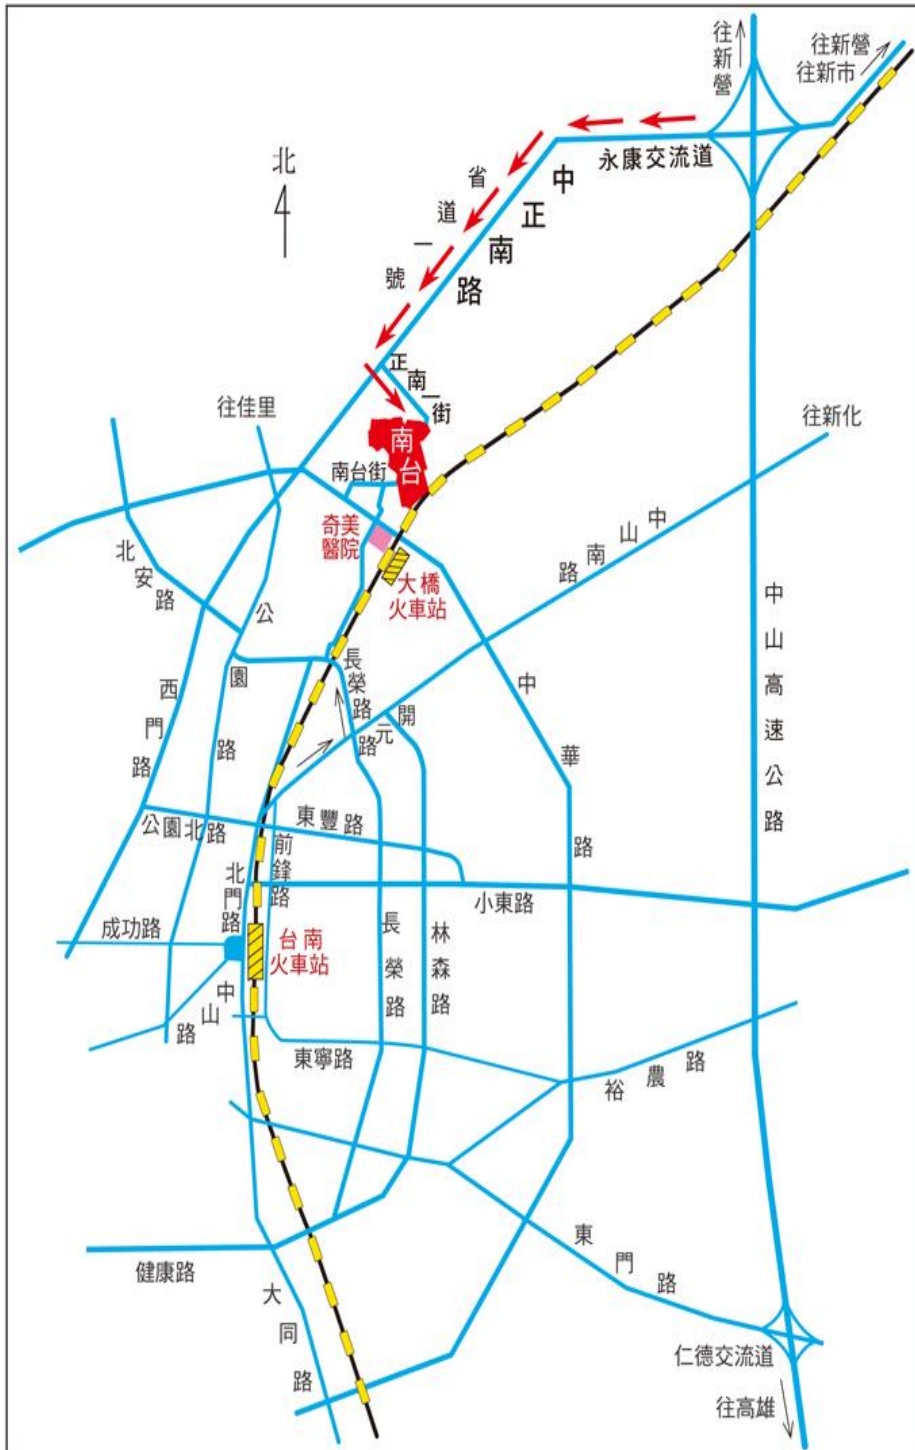 往新營
往新營
往新市
永康交流道
北
省道一號
中正南路
正南一街
往佳里
往新化
南台
南台街
奇美
醫院
大橋
火車站
北安路
中山南路
中山高速公路
公園路
西門路
長榮路
開元路
中華路
公園北路
東豐路
前鋒路
北門路
小東路
成功路
台南
火車站
長榮路
林森路
中山路
東寧路
裕農路
東門路
健康路
大同路
仁德交流道
往高雄